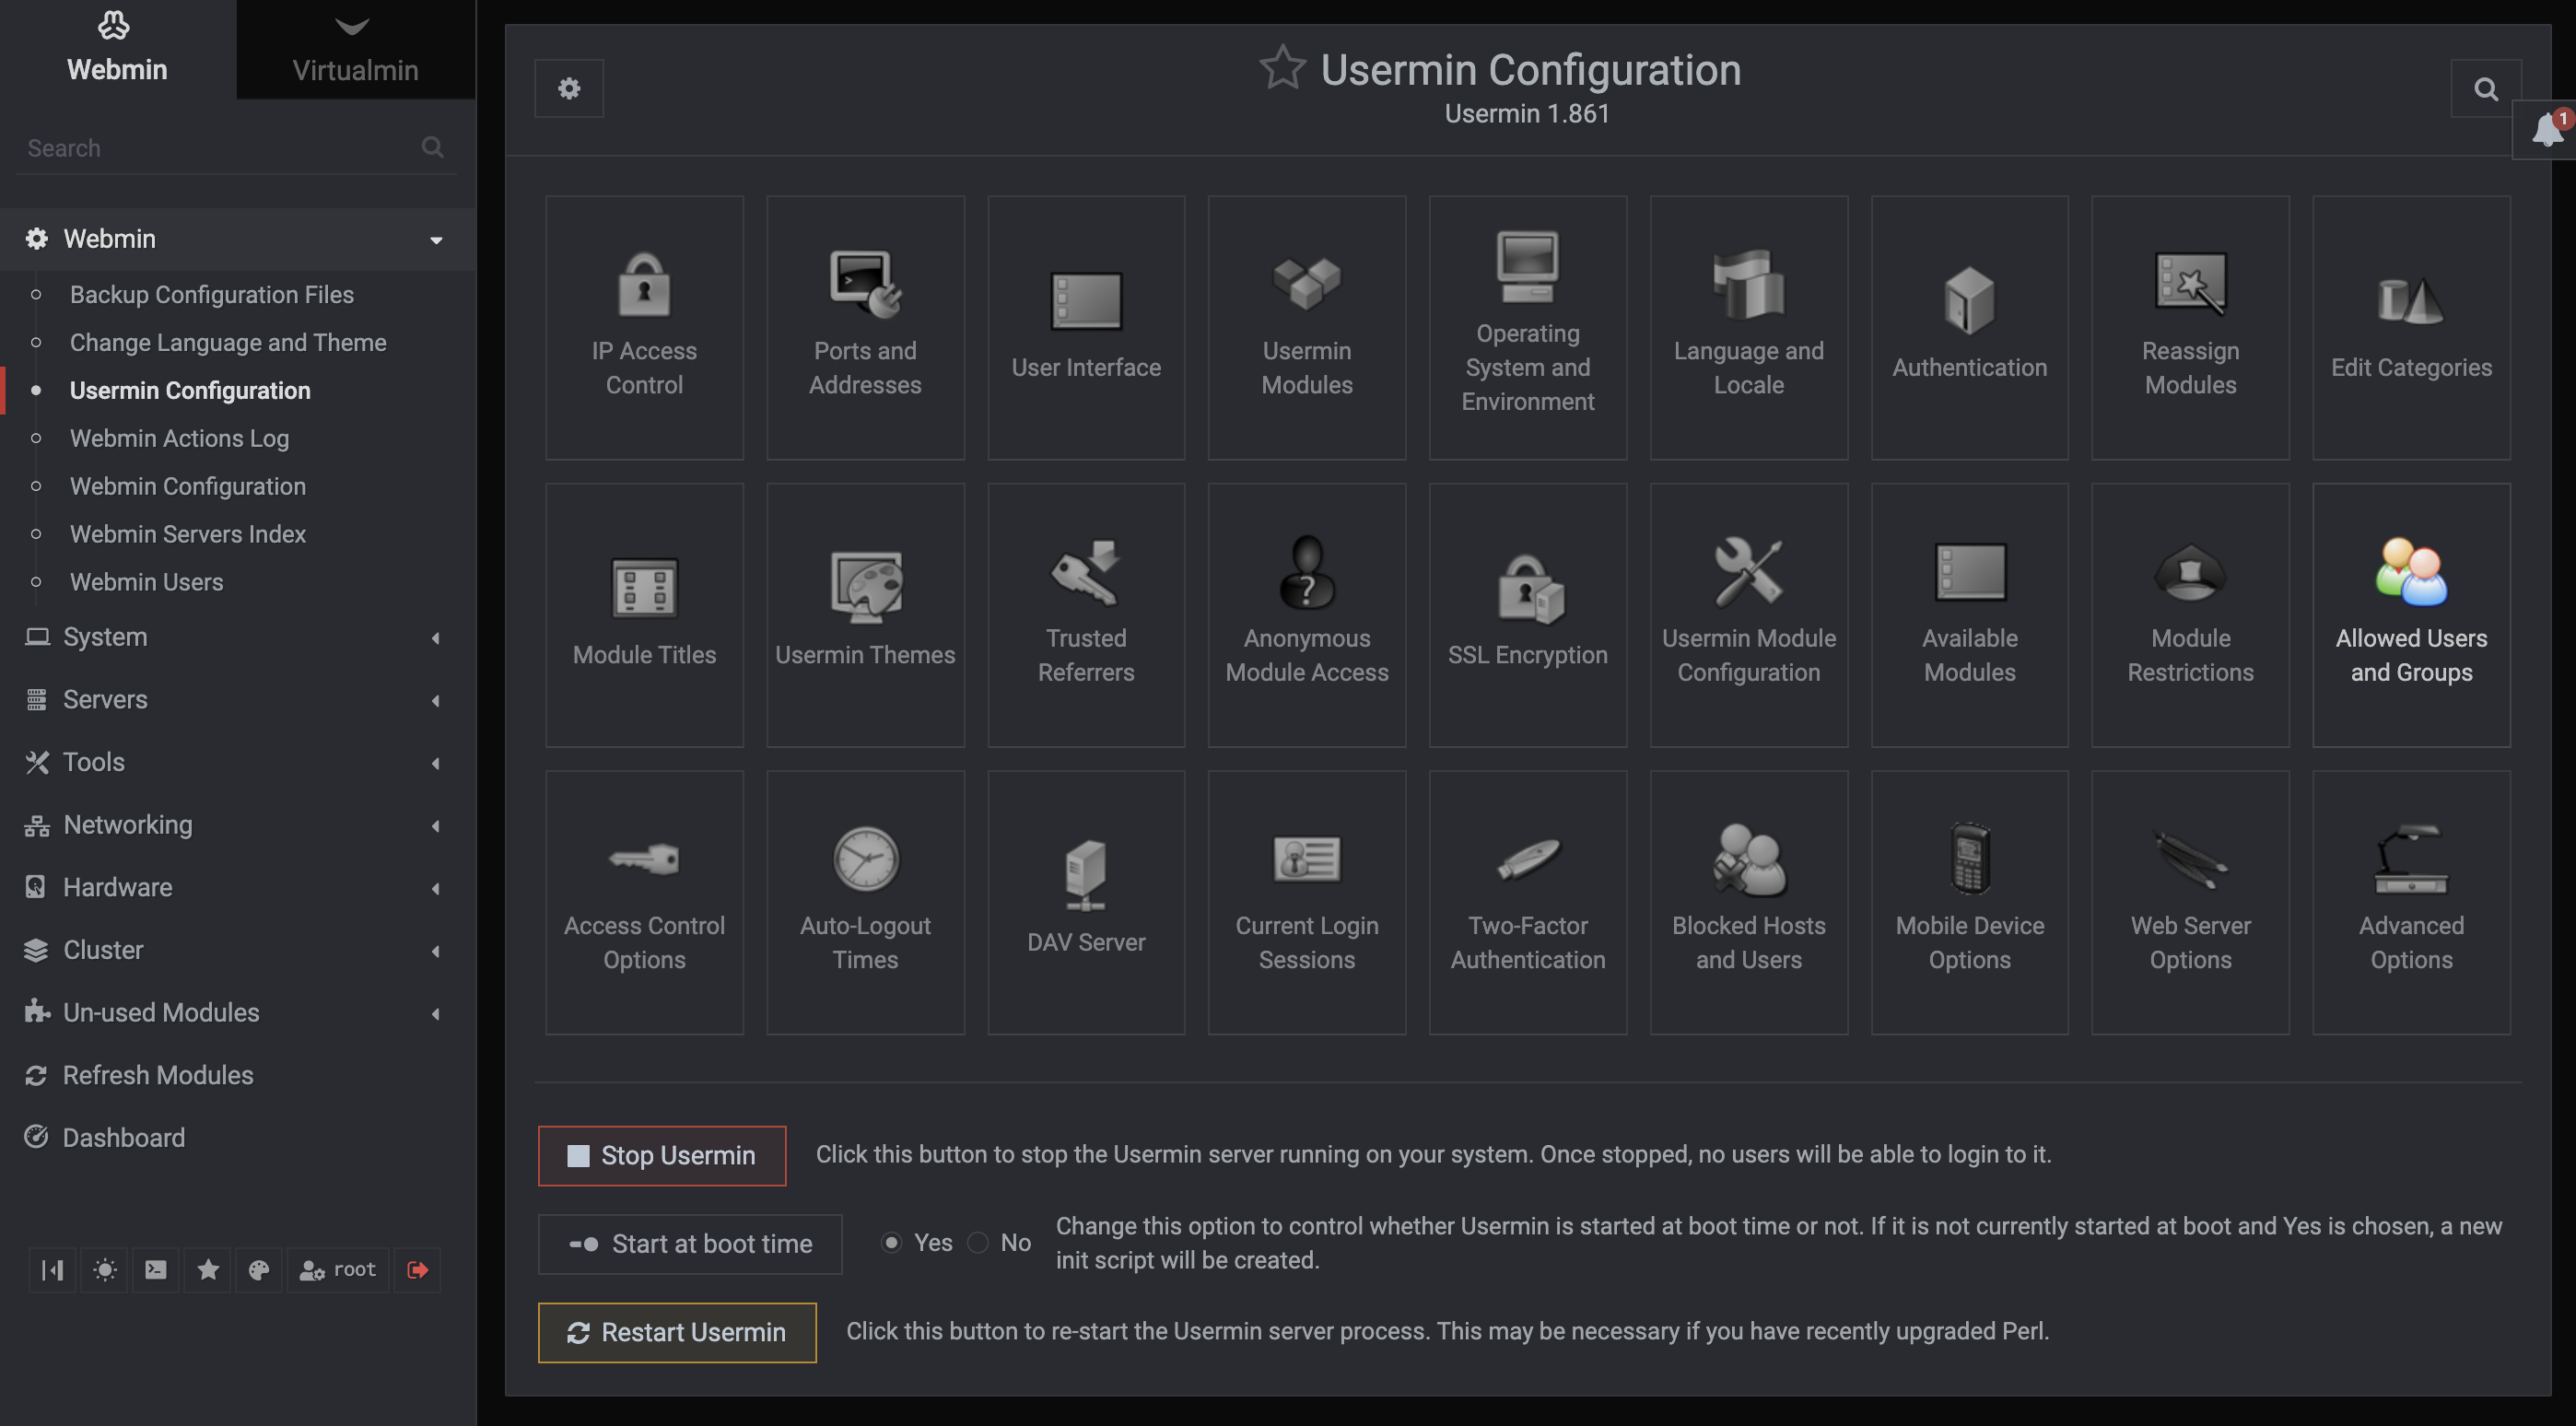 Webmin
Virtualmin
Search
Webmin
Backup Configuration Files
Change Language and Theme
Usermin Configuration
Webmin Actions Log
Webmin Configuration
Webmin Servers Index
Webmin Users
System
Servers
Tools
Networking
Hardware
Cluster
Un-used Modules
Refresh Modules
Dashboard
root
Usermin Configuration
Usermin 1.861
1
IP Access
Control
Ports and
Addresses
User Interface
Usermin
Modules
Operating
System and
Environment
Language and
Locale
Authentication
Reassign
Modules
Edit Categories
Module Titles
Usermin Themes
Trusted
Referrers
Anonymous
Module Access
SSL Encryption
Usermin Module
Configuration
Available
Modules
Module
Restrictions
Allowed Users
and Groups
Access Control
Options
Auto-Logout
Times
DAV Server
Current Login
Sessions
Two-Factor
Authentication
Blocked Hosts
and Users
Mobile Device
Options
Web Server
Options
Advanced
Options
Stop Usermin
Click this button to stop the Usermin server running on your system. Once stopped, no users will be able to login to it.
Start at boot time
Yes
No
Change this option to control whether Usermin is started at boot time or not. If it is not currently started at boot and Yes is chosen, a new
init script will be created.
Restart Usermin
Click this button to re-start the Usermin server process. This may be necessary if you have recently upgraded Perl.